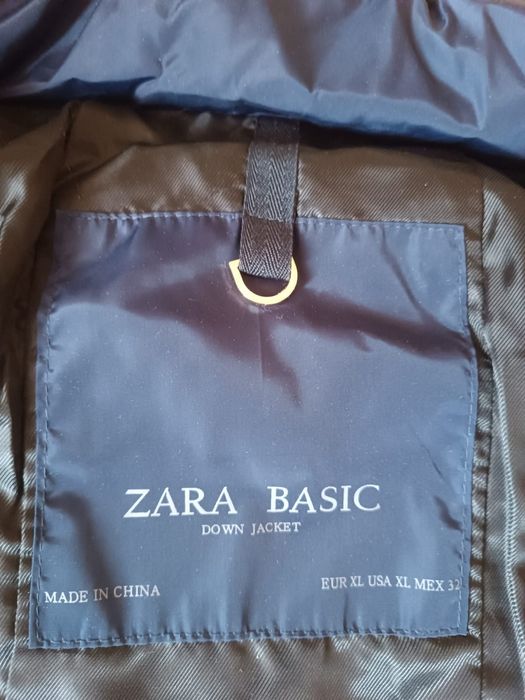 ZARA BASIC
DOWN JACKET
MADE IN CHINA
EUR XL USA XL MEX 32